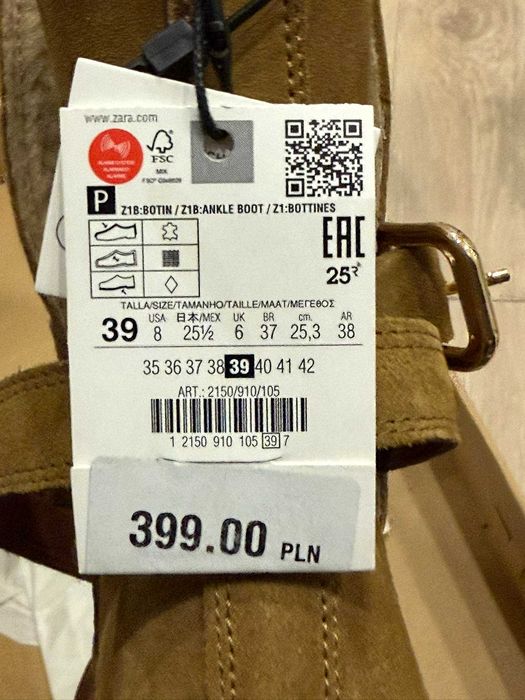 www.zara.com
FSC
MIX
P Z1B:BOTIN / Z1B:ANKLE BOOT / Z1:BOTTINES
EAC
25
TALLA/SIZE/TAMANHO/TAILLE/MAAT/ΜΕΓΕΘΟΣ
USA 日本/MEX UK BR cm. AR
39 8 25½ 6 37 25,3 38
35 36 37 38 39 40 41 42
ART.: 2150/910/105
1 2150 910 105 39 7
399.00 PLN